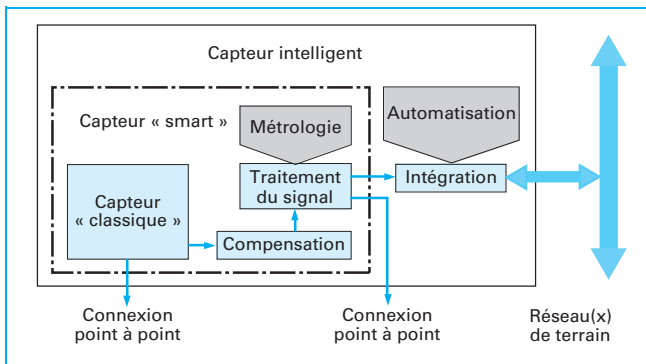 Capteur intelligent
Capteur « smart »
Métrologie
Automatisation
Capteur
« classique »
Traitement
du signal
Intégration
Compensation
Connexion
point à point
Connexion
point à point
Réseau(x)
de terrain